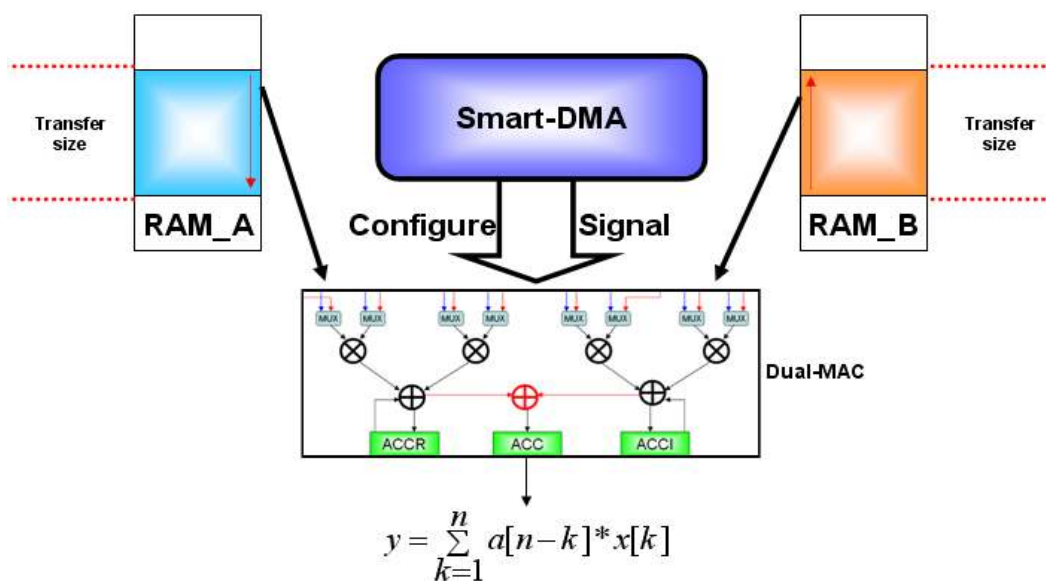 Transfer
size
RAM_A
Smart-DMA
Configure
Signal
RAM_B
Transfer
size
MUX MUX MUX MUX MUX MUX MUX MUX
Dual-MAC
ACCR ACC ACCI
y = \sum_{k=1}^{n} a[n-k]* x[k]